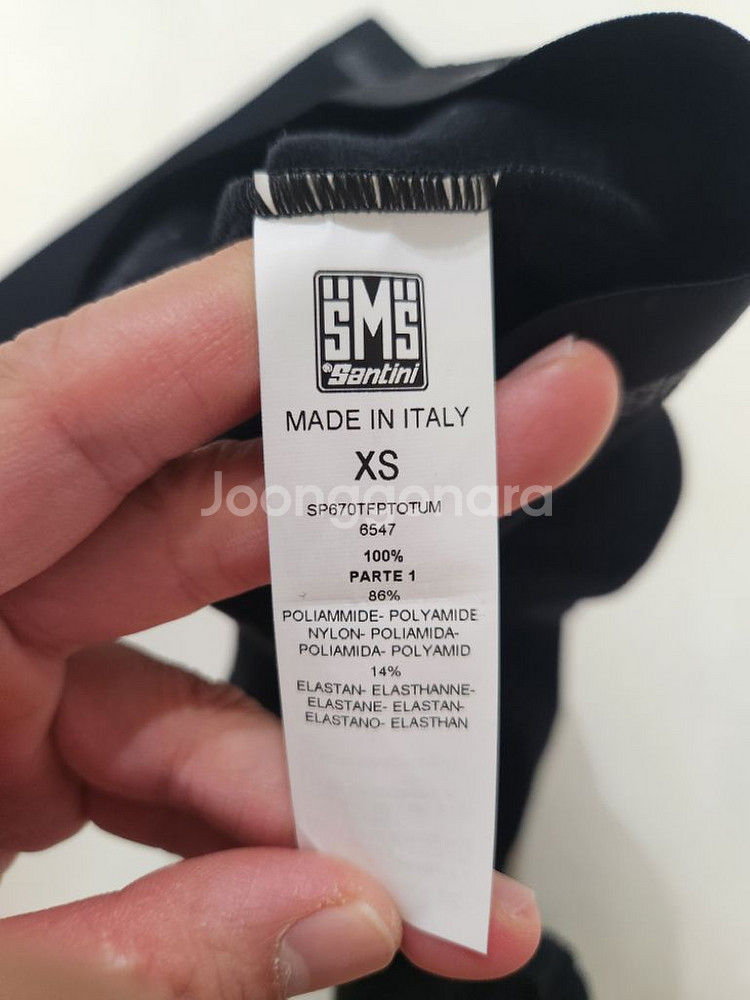 SMS
®Santini
MADE IN ITALY
XS
Joonggonara
SP670TFPTOTUM
6547
100%
PARTE 1
86%
POLIAMMIDE- POLYAMIDE
NYLON- POLIAMIDA-
POLIAMIDA- POLYAMID
14%
ELASTAN- ELASTHANNE-
ELASTANE- ELASTAN-
ELASTANO- ELASTHAN